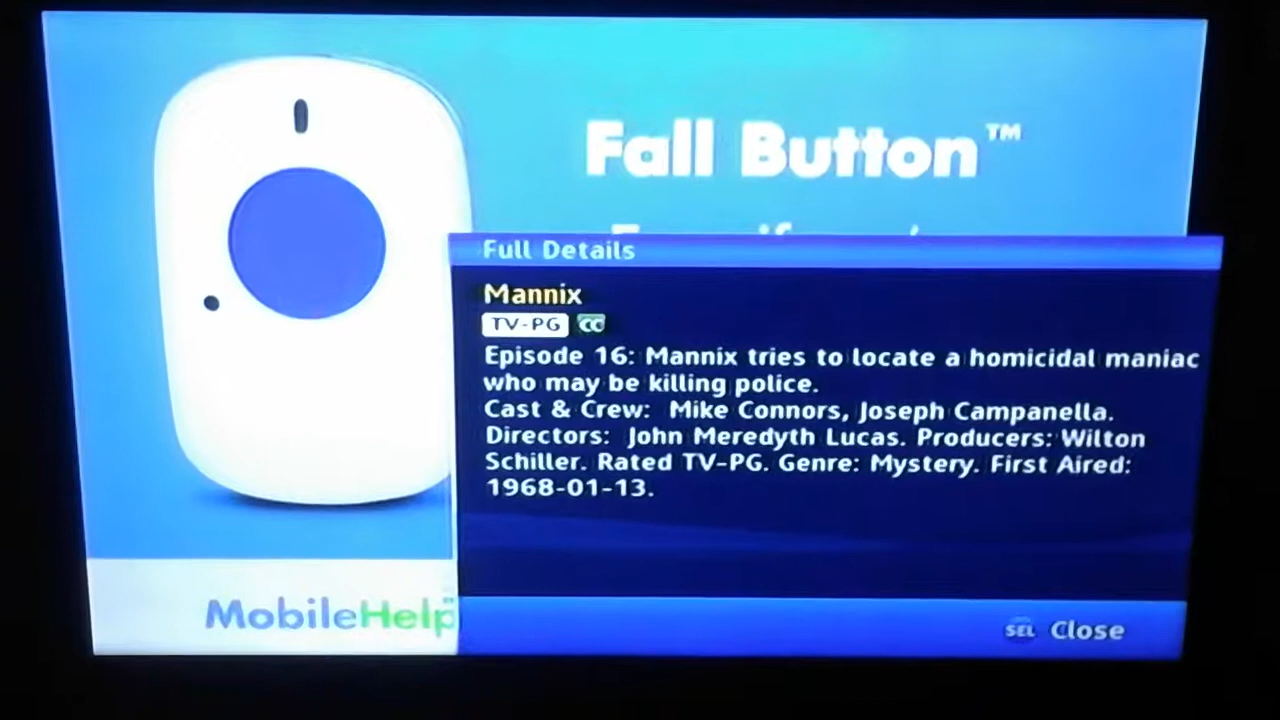 Fall Button™
Full Details
Mannix
TV-PG CC
Episode 16: Mannix tries to locate a homicidal maniac
who may be killing police.
Cast & Crew: Mike Connors, Joseph Campanella.
Directors: John Meredyth Lucas. Producers: Wilton
Schiller. Rated TV-PG. Genre: Mystery. First Aired:
1968-01-13.
MobileHelp
SEL Close